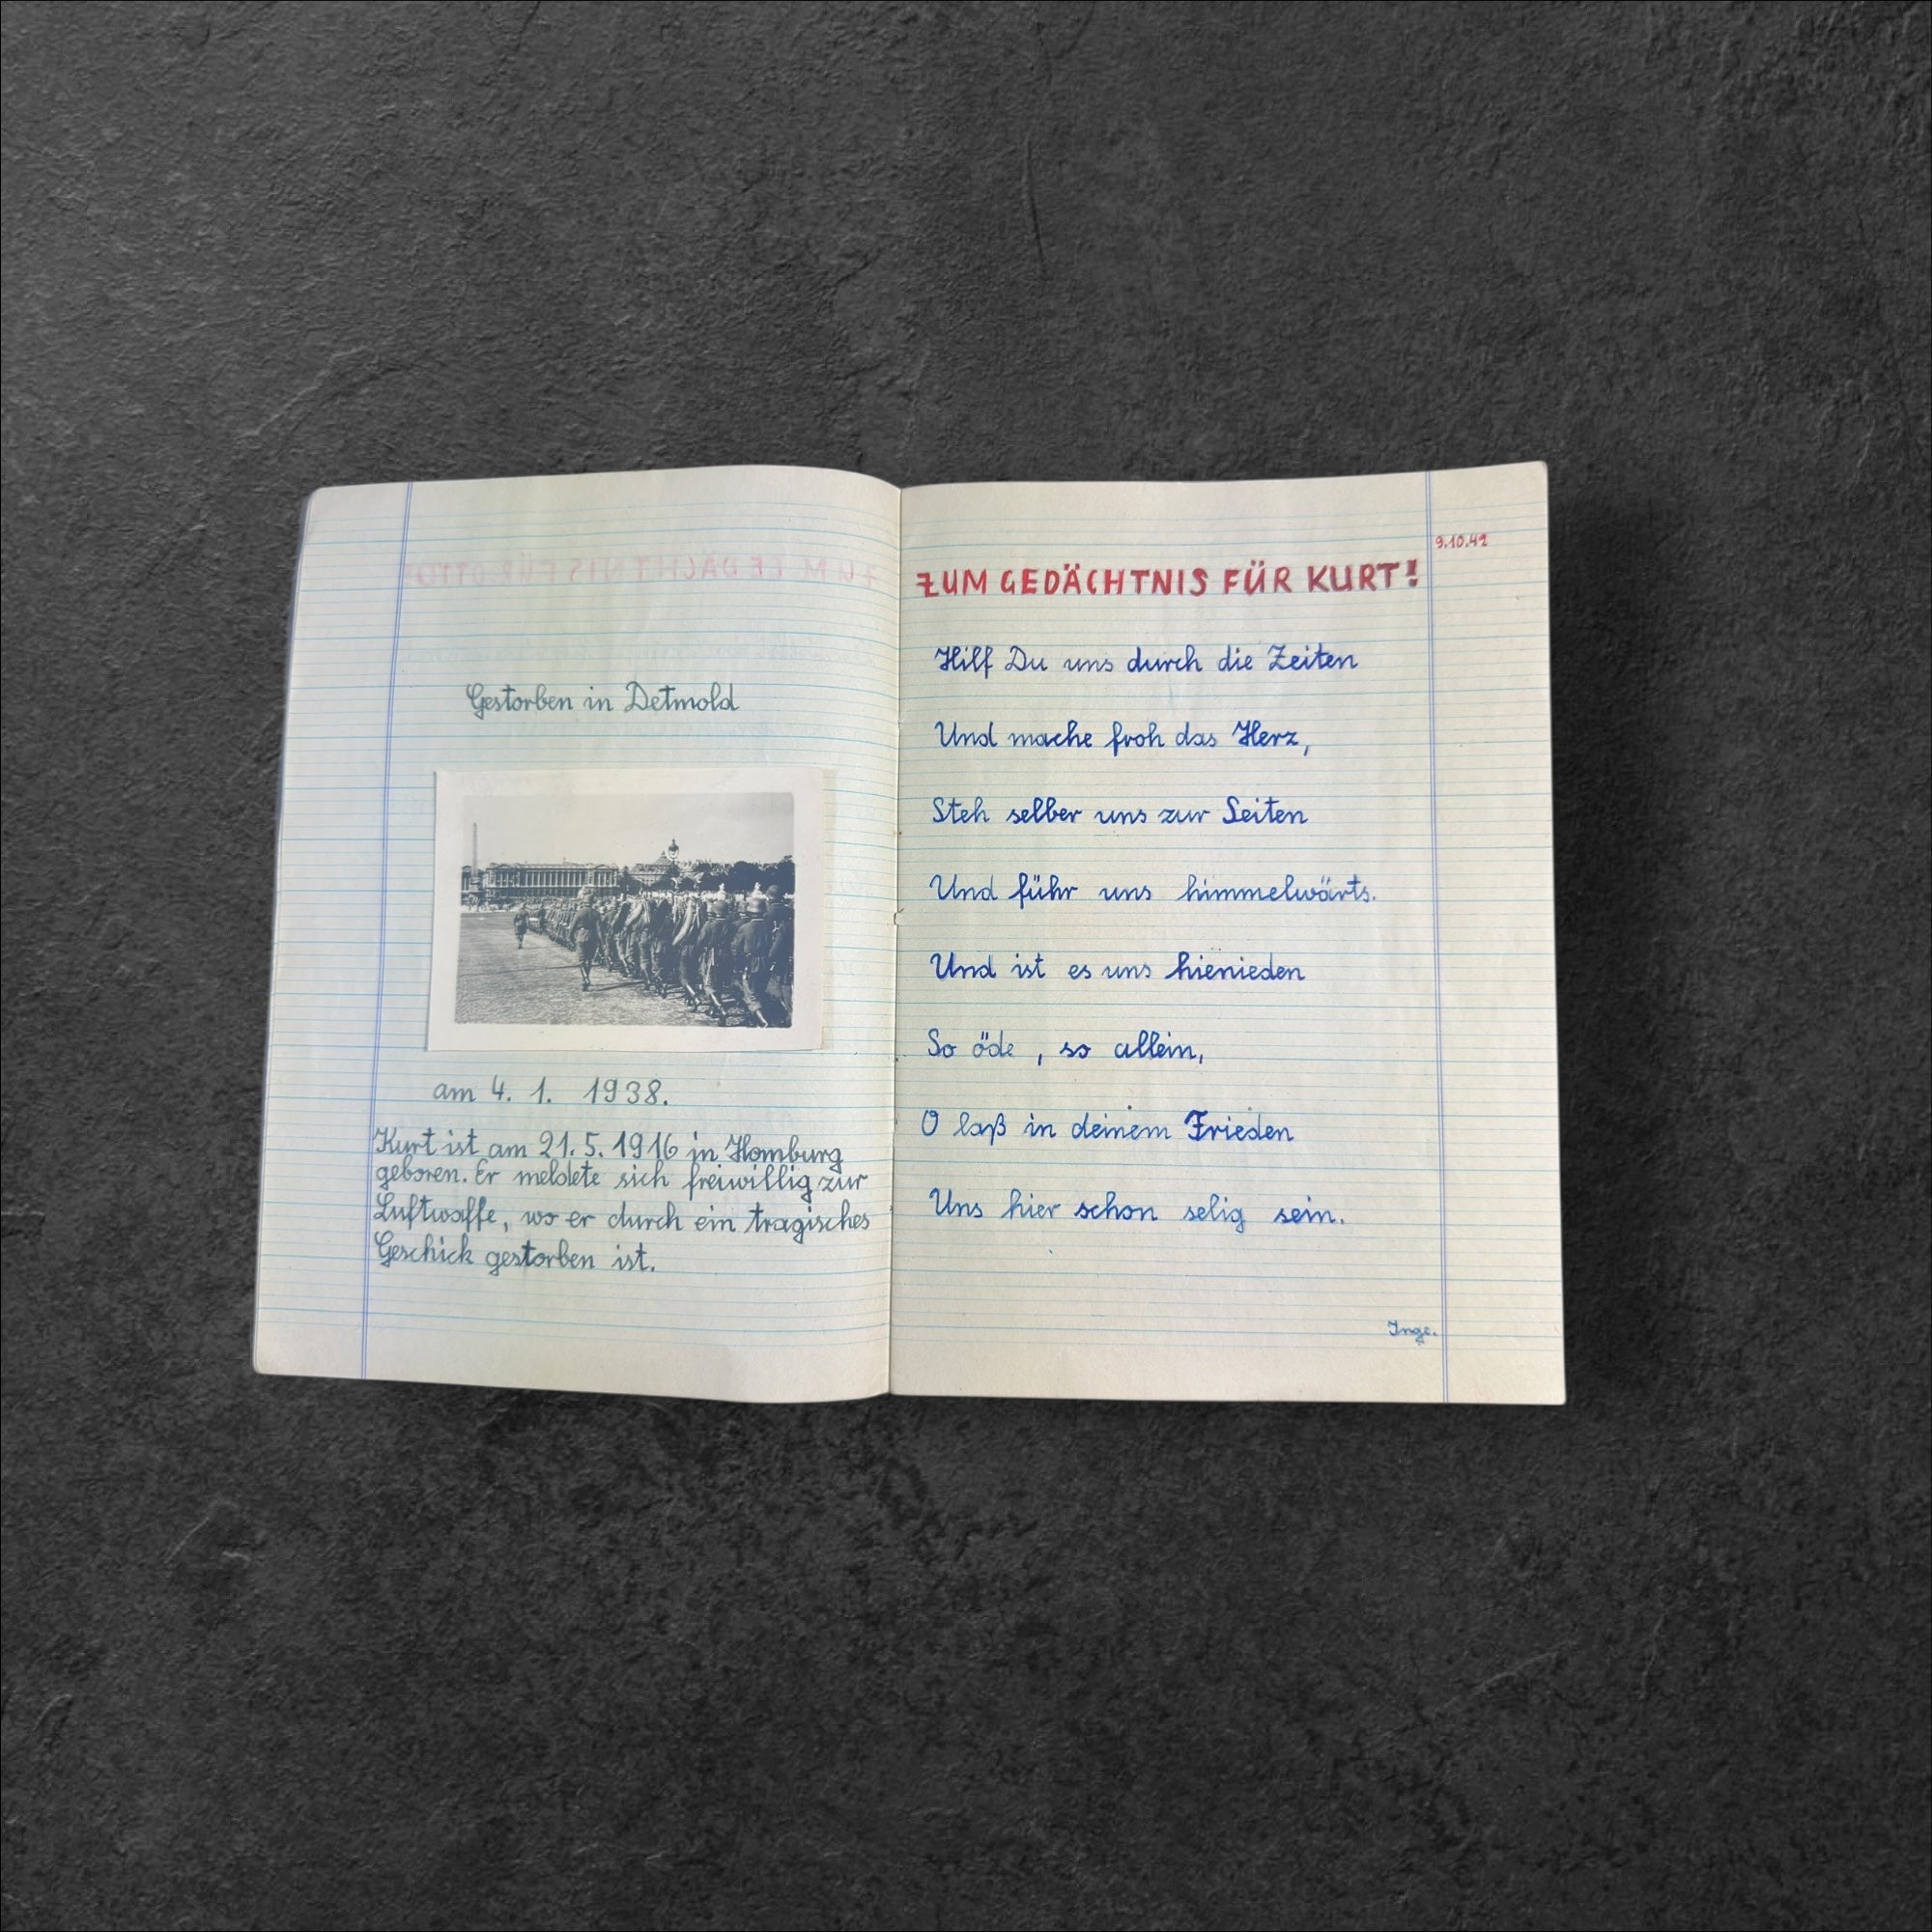 Gestorben in Detmold
am 4. 1. 1938.
Kurt ist am 21. 5. 1916 in Homburg
geboren. Er meldete sich freiwillig zur
Luftwaffe, wo er durch ein tragisches
Geschick gestorben ist.
9.10.42
ZUM GEDÄCHTNIS FÜR KURT!
Hilf Du uns durch die Zeiten
Und mache froh das Herz,
Steh selber uns zur Seiten
Und führ uns himmelwärts.
Und ist es uns hienieden
So öde, so allein,
O laß in deinem Frieden
Uns hier schon selig sein.
Inge.